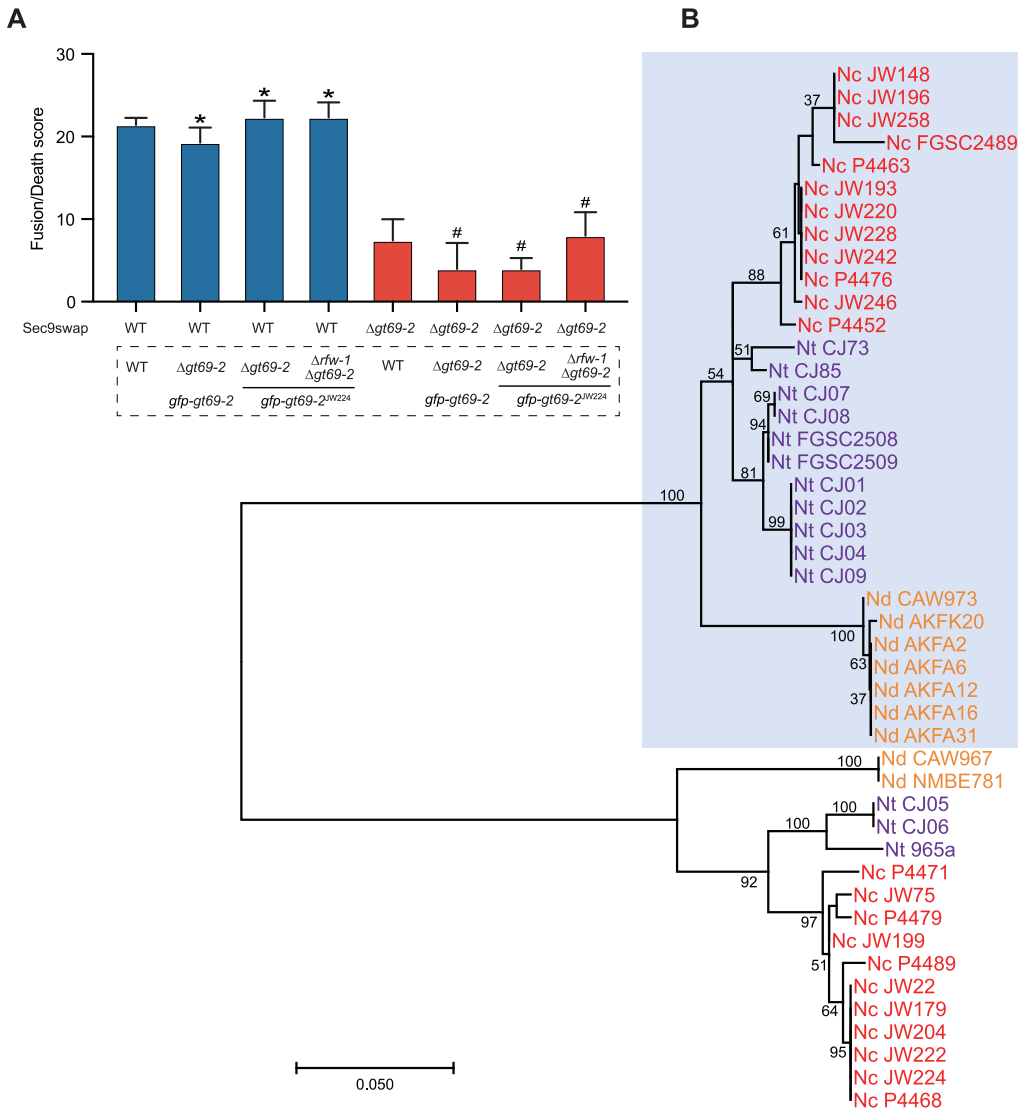 A
B
30
20
10
0
Fusion/Death score
* * * # # #
Sec9swap WT WT WT WT Δgt69-2 Δgt69-2 Δgt69-2 Δgt69-2
WT Δgt69-2 Δgt69-2 Δrfw-1 Δgt69-2 WT Δgt69-2 Δgt69-2 Δrfw-1 Δgt69-2
gfp-gt69-2 gfp-gt69-2JW224 gfp-gt69-2 gfp-gt69-2JW224
Nc JW148
37
Nc JW196
Nc JW258
Nc FGSC2489
Nc P4463
Nc JW193
Nc JW220
61
Nc JW228
Nc JW242
88
Nc P4476
Nc JW246
Nc P4452
51
Nt CJ73
54
Nt CJ85
69
Nt CJ07
Nt CJ08
94
Nt FGSC2508
Nt FGSC2509
81
Nt CJ01
100
Nt CJ02
99
Nt CJ03
Nt CJ04
Nt CJ09
Nd CAW973
Nd AKFK20
100
Nd AKFA2
63
Nd AKFA6
Nd AKFA12
37
Nd AKFA16
Nd AKFA31
100
Nd CAW967
Nd NMBE781
100
Nt CJ05
100
Nt CJ06
Nt 965a
92
Nc P4471
Nc JW75
97
Nc P4479
Nc JW199
51
Nc P4489
Nc JW22
64
Nc JW179
Nc JW204
95
Nc JW222
Nc JW224
Nc P4468
0.050